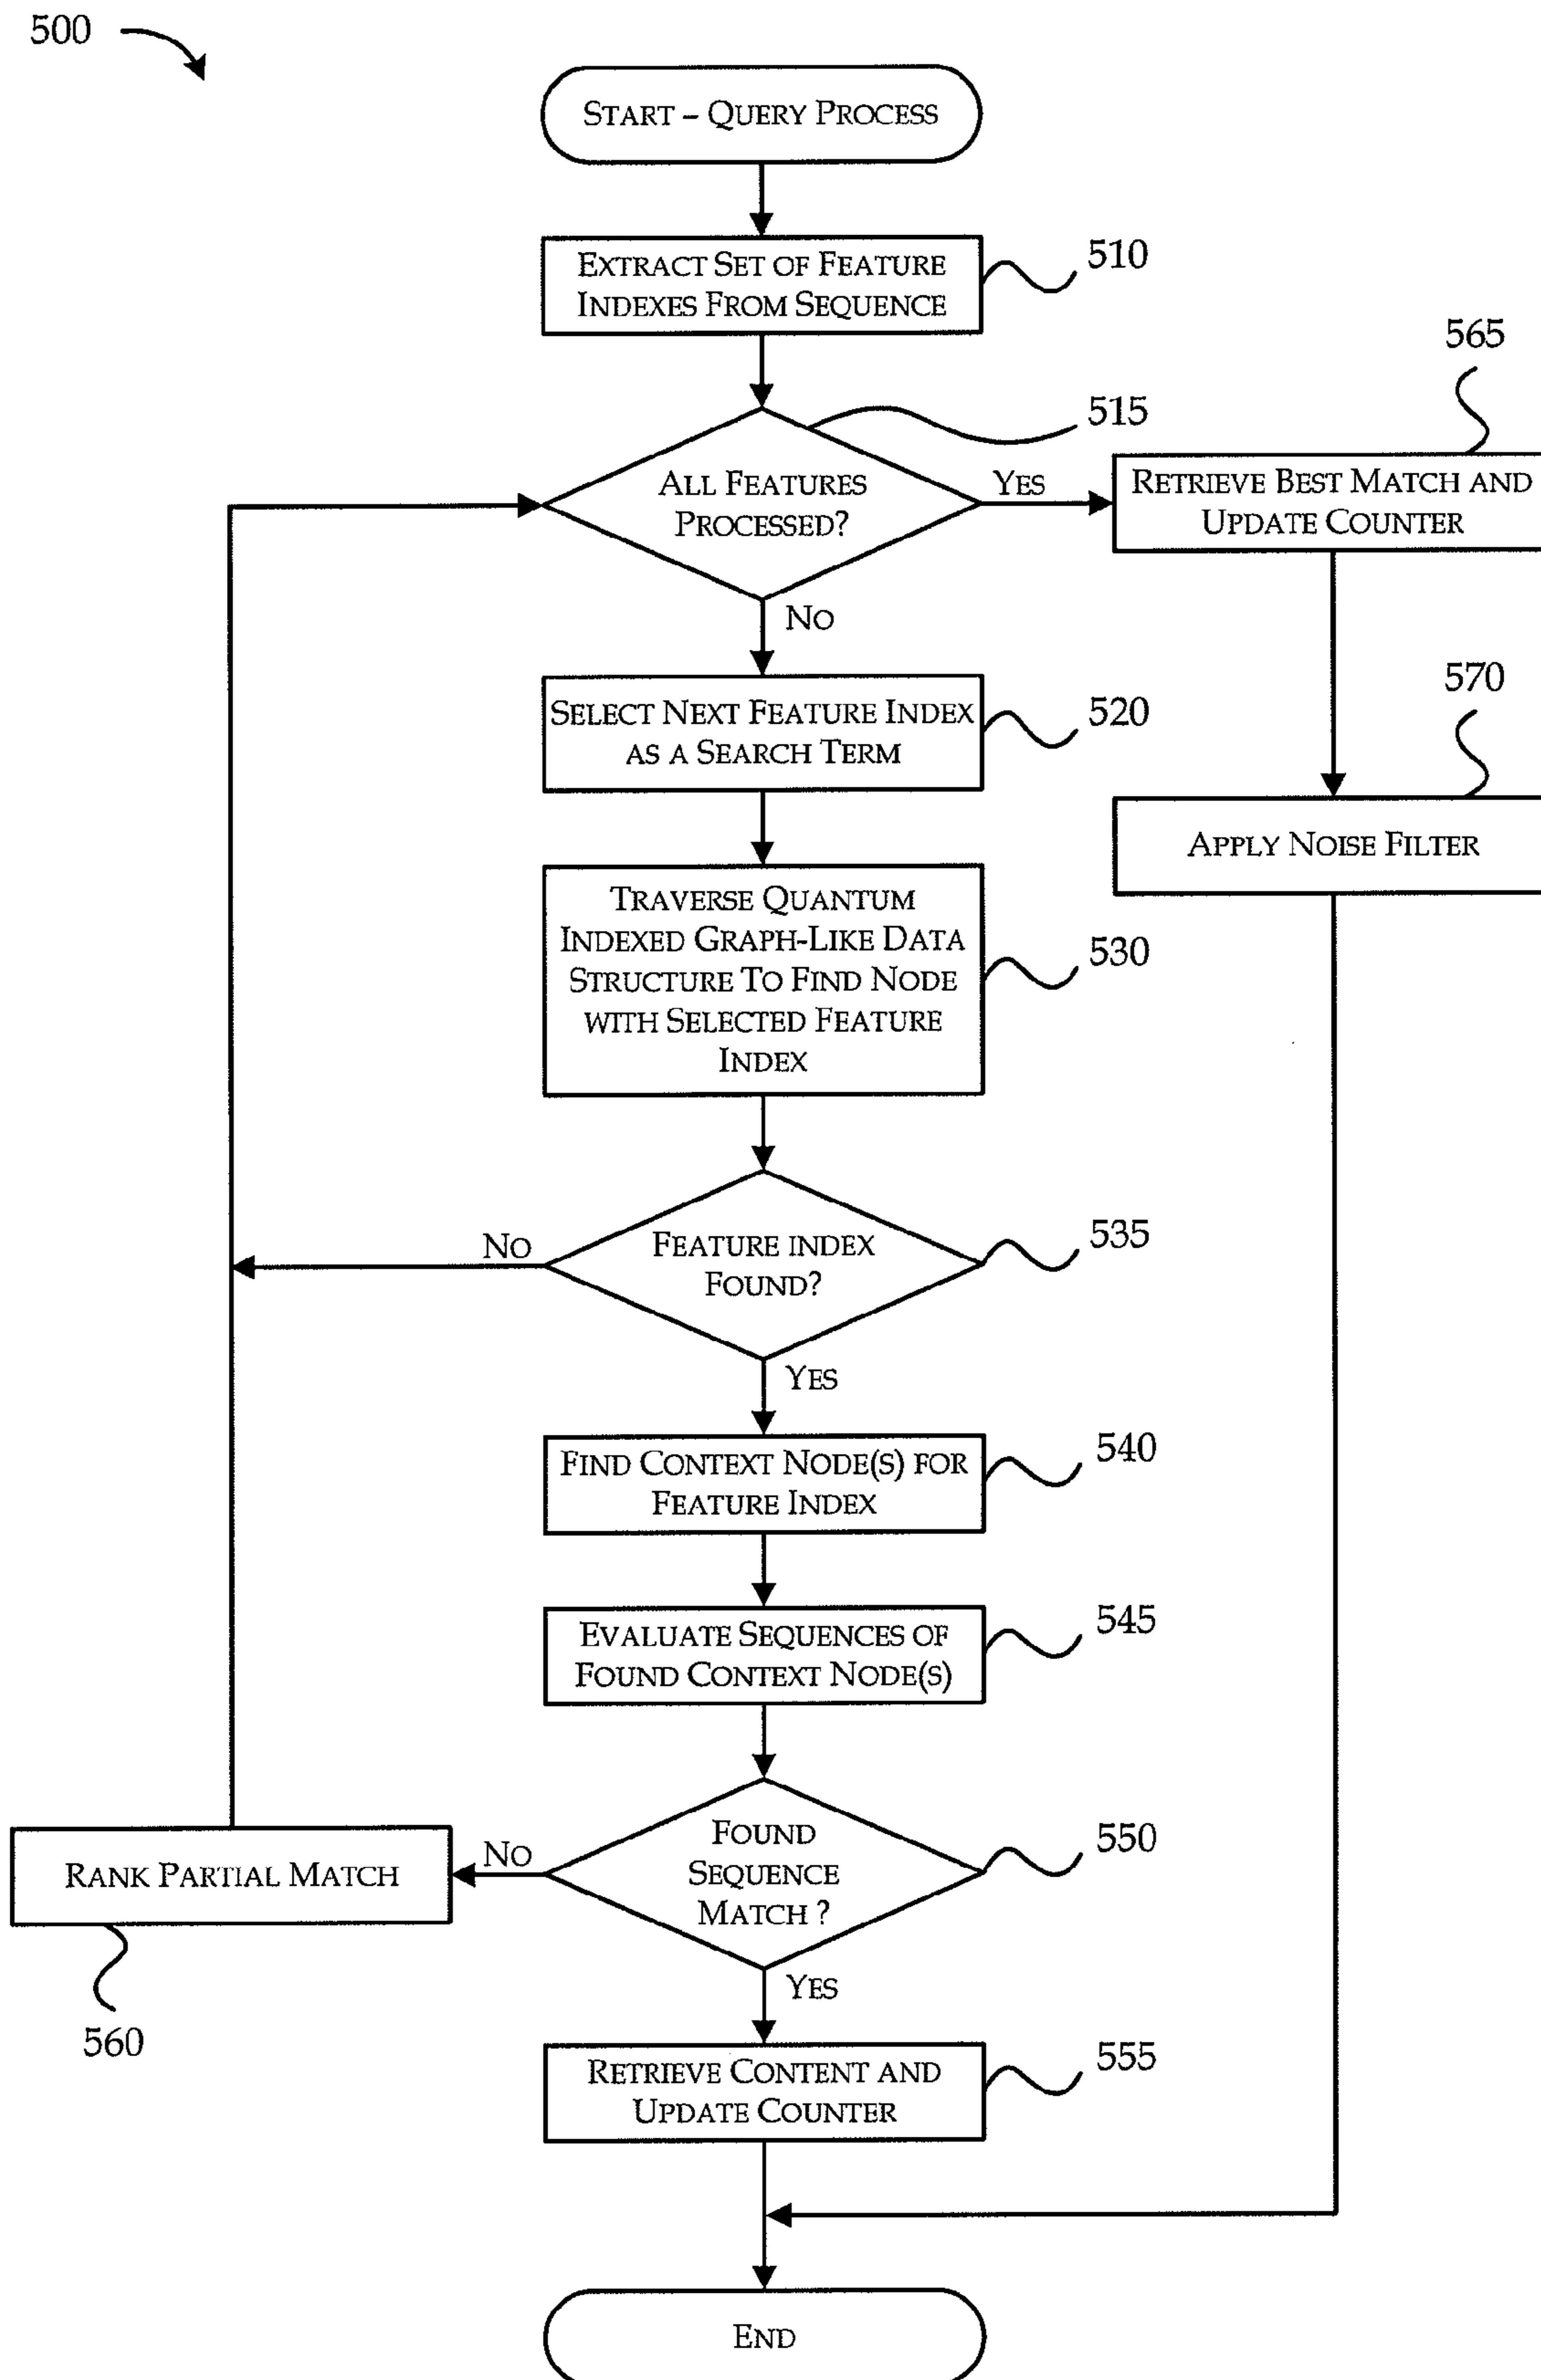 500
START – QUERY PROCESS
EXTRACT SET OF FEATURE
INDEXES FROM SEQUENCE
510
565
515
ALL FEATURES
PROCESSED?
YES
RETRIEVE BEST MATCH AND
UPDATE COUNTER
NO
SELECT NEXT FEATURE INDEX
AS A SEARCH TERM
520
570
APPLY NOISE FILTER
TRAVERSE QUANTUM
INDEXED GRAPH-LIKE DATA
STRUCTURE TO FIND NODE
WITH SELECTED FEATURE
INDEX
530
FEATURE INDEX
FOUND?
535
NO
YES
FIND CONTEXT NODE(S) FOR
FEATURE INDEX
540
EVALUATE SEQUENCES OF
FOUND CONTEXT NODE(S)
545
FOUND
SEQUENCE
MATCH ?
550
NO
RANK PARTIAL MATCH
560
YES
RETRIEVE CONTENT AND
UPDATE COUNTER
555
END